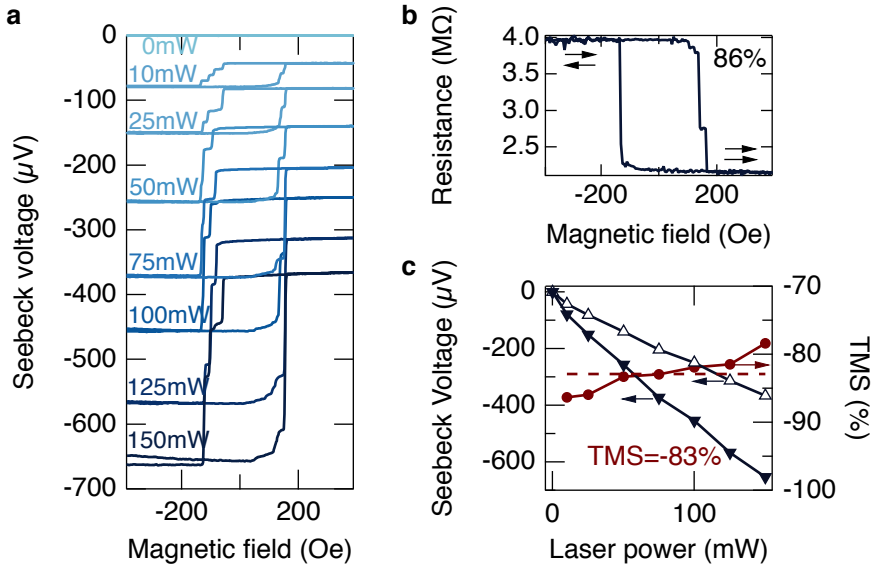 a
Seebeck voltage (µV)
0
-100
-200
-300
-400
-500
-600
-700
0mW
10mW
25mW
50mW
75mW
100mW
125mW
150mW
-200
200
Magnetic field (Oe)
b
Resistance (MΩ)
4.0
3.5
3.0
2.5
86%
-200
200
Magnetic field (Oe)
c
Seebeck Voltage (µV)
0
-200
-400
-600
TMS=-83%
-70
-80
-90
-100
TMS (%)
0
100
Laser power (mW)